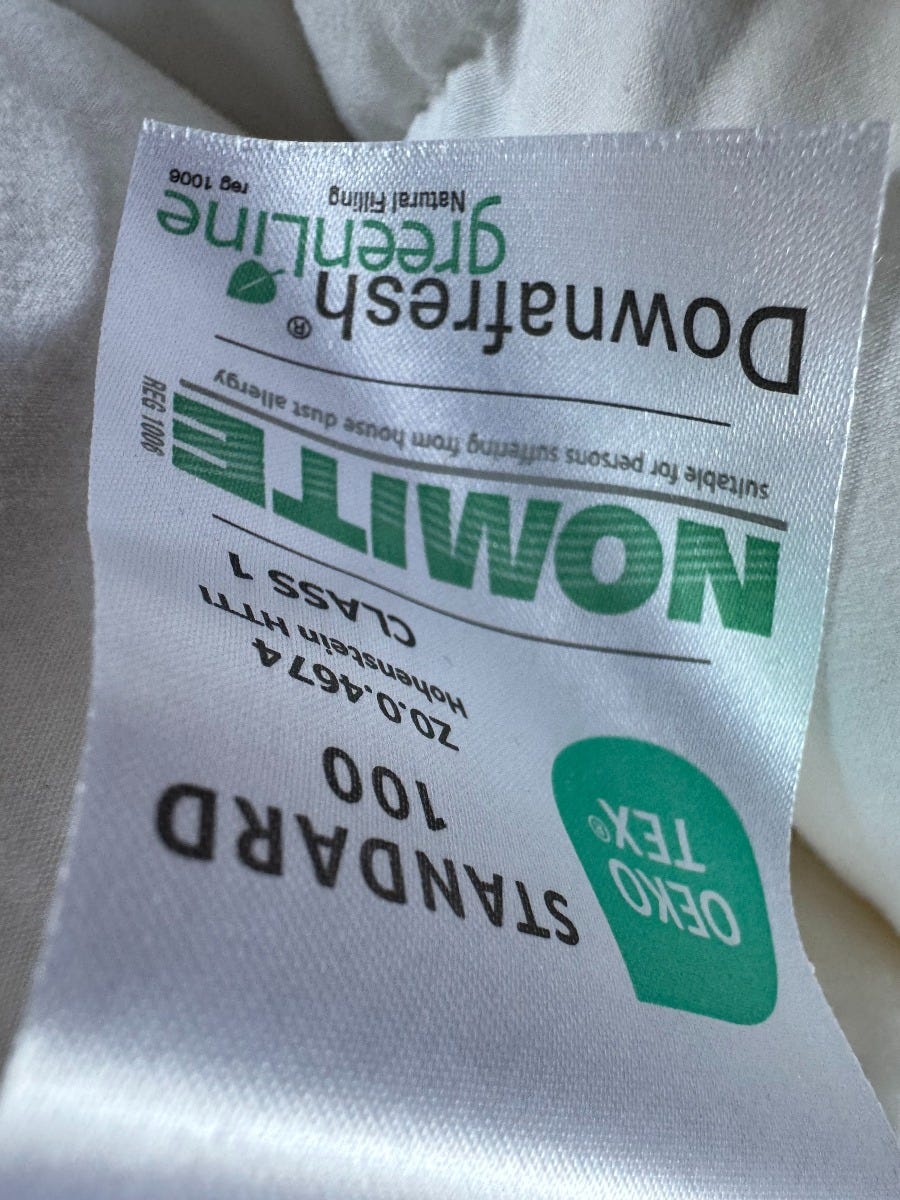 OEKO
TEX®
STANDARD
100
Z0.0.4674
Hohenstein HTTI
CLASS 1
NOMITE
suitable for persons suffering from house dust allergy
REG 1006
Downafresh®
greenLine
Natural Filling
reg 1006